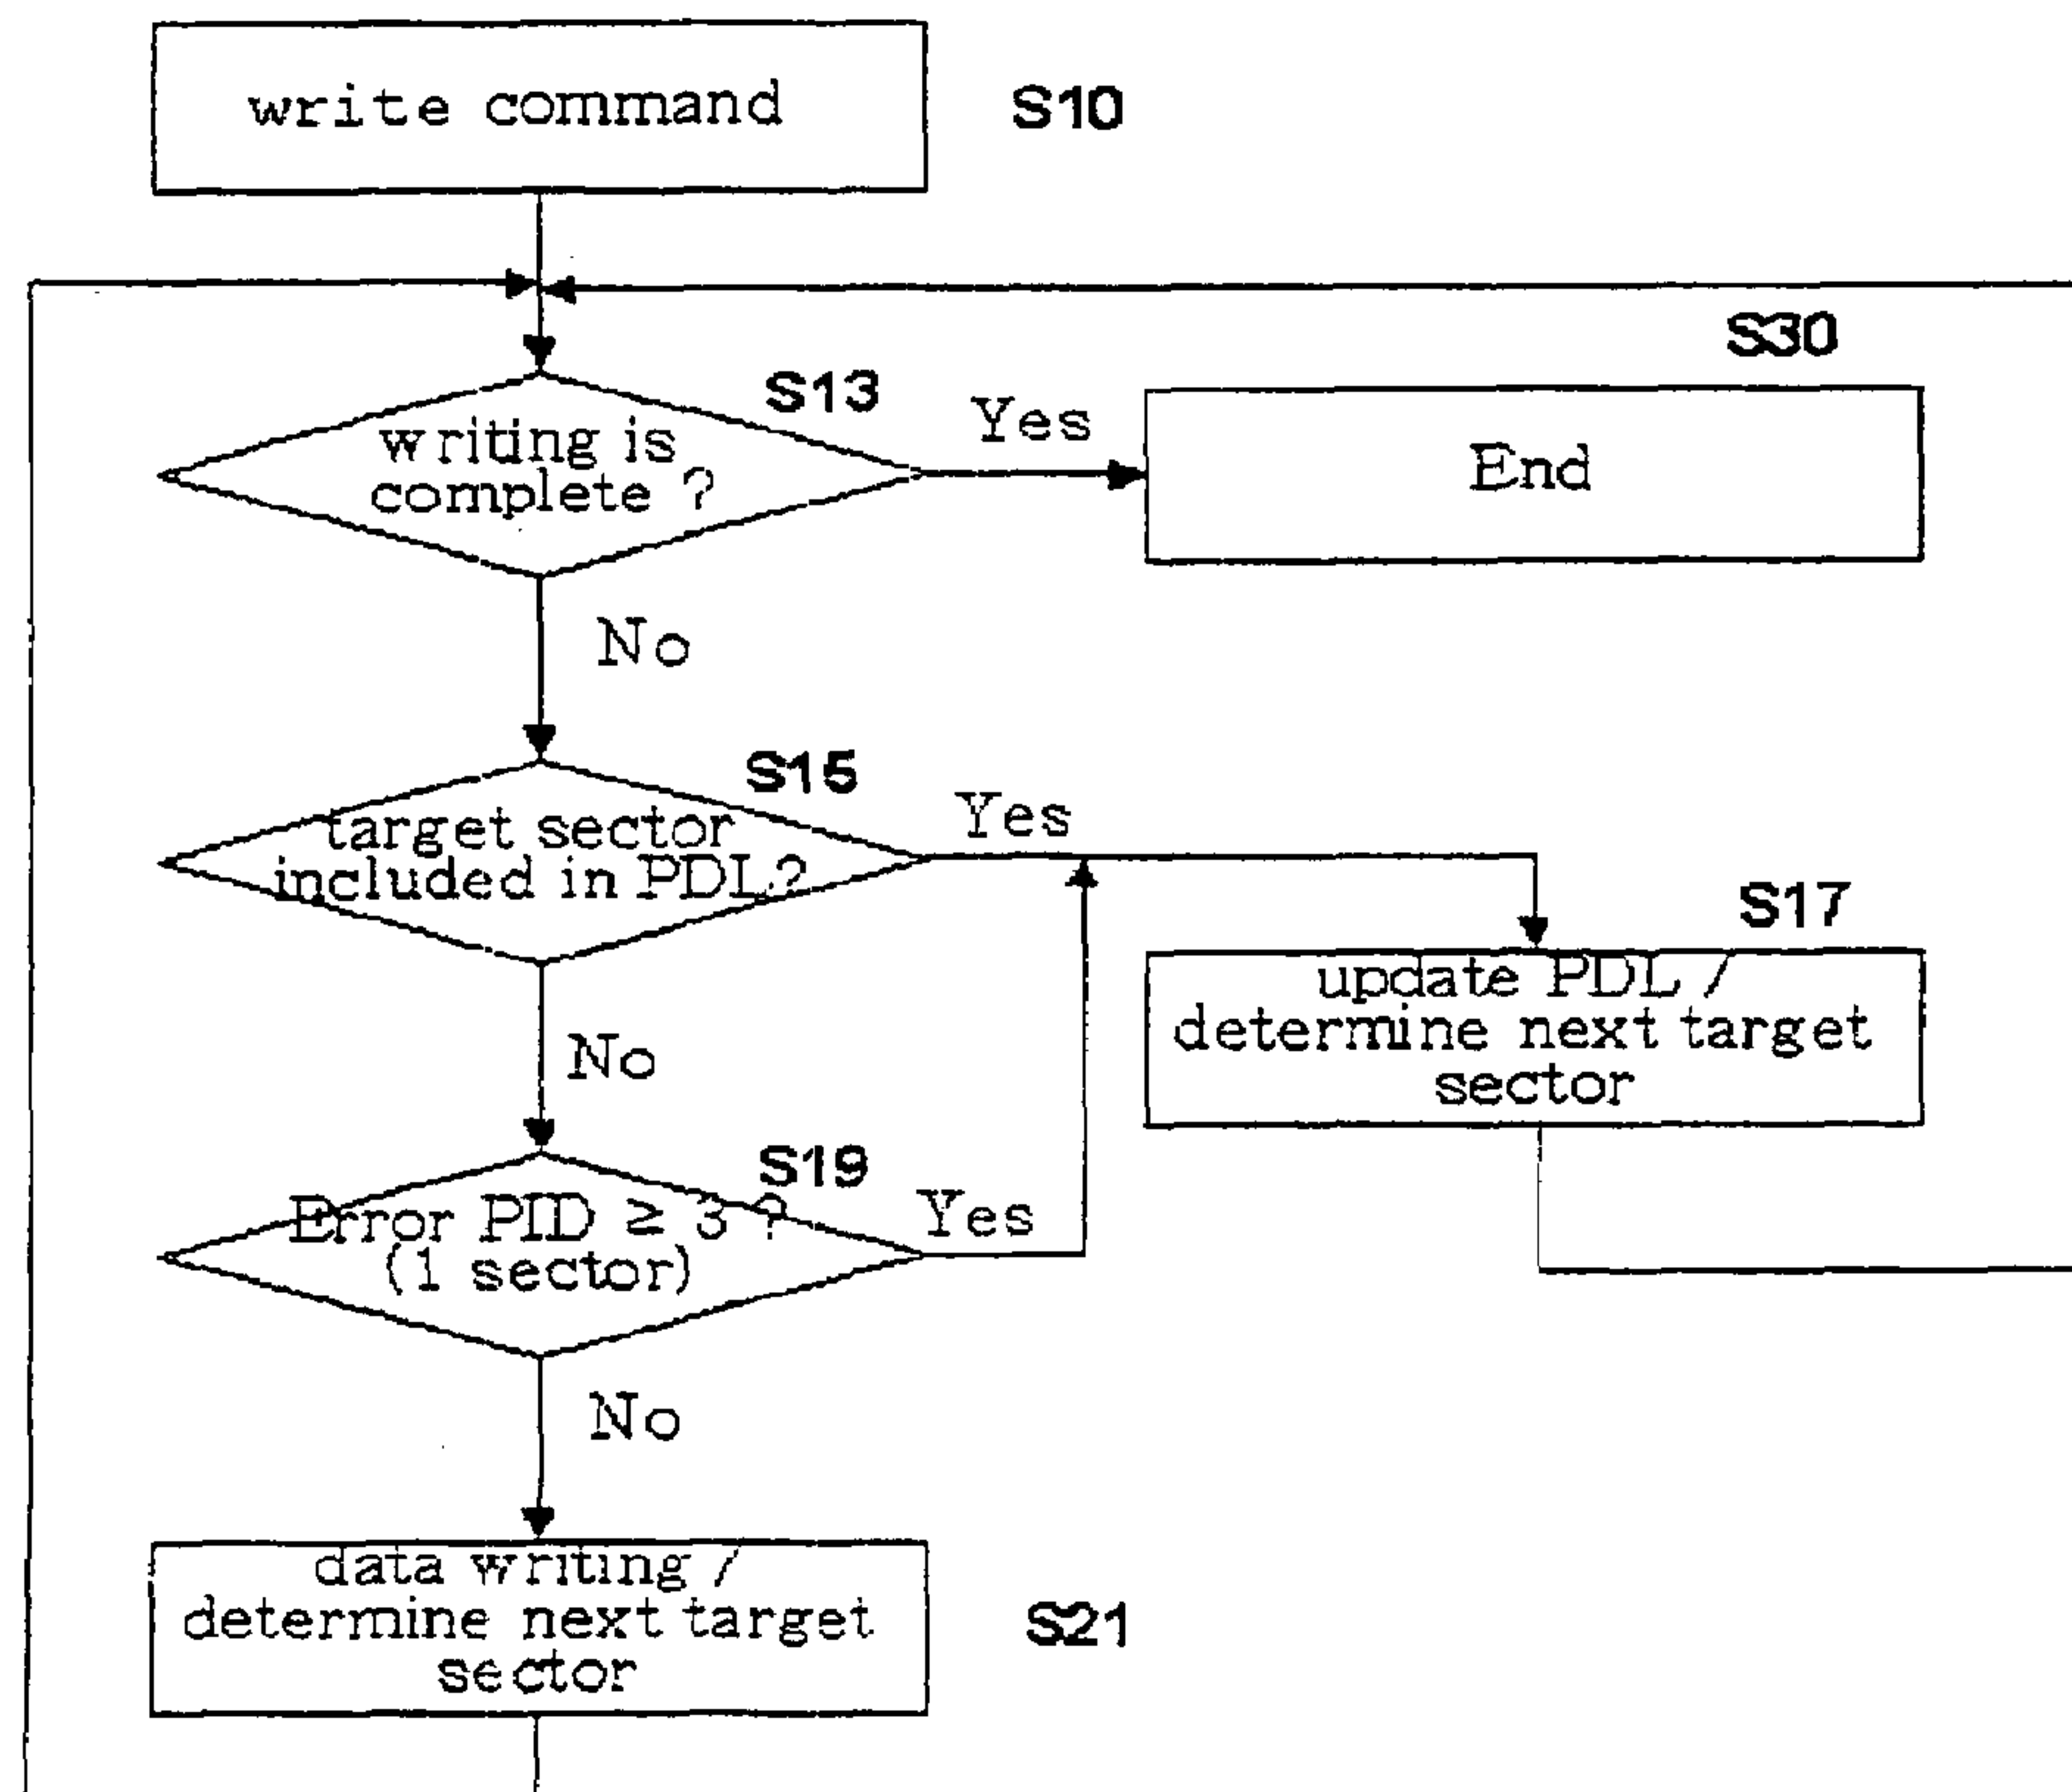 write command
S10
S30
S13
Yes
writing is
complete ?
End
No
S15
Yes
target sector
included in PDL?
S17
update PDL /
determine next target
sector
No
S19
Error PID ≥ 3 ?
(1 sector)
Yes
No
data writing /
determine next target
sector
S21